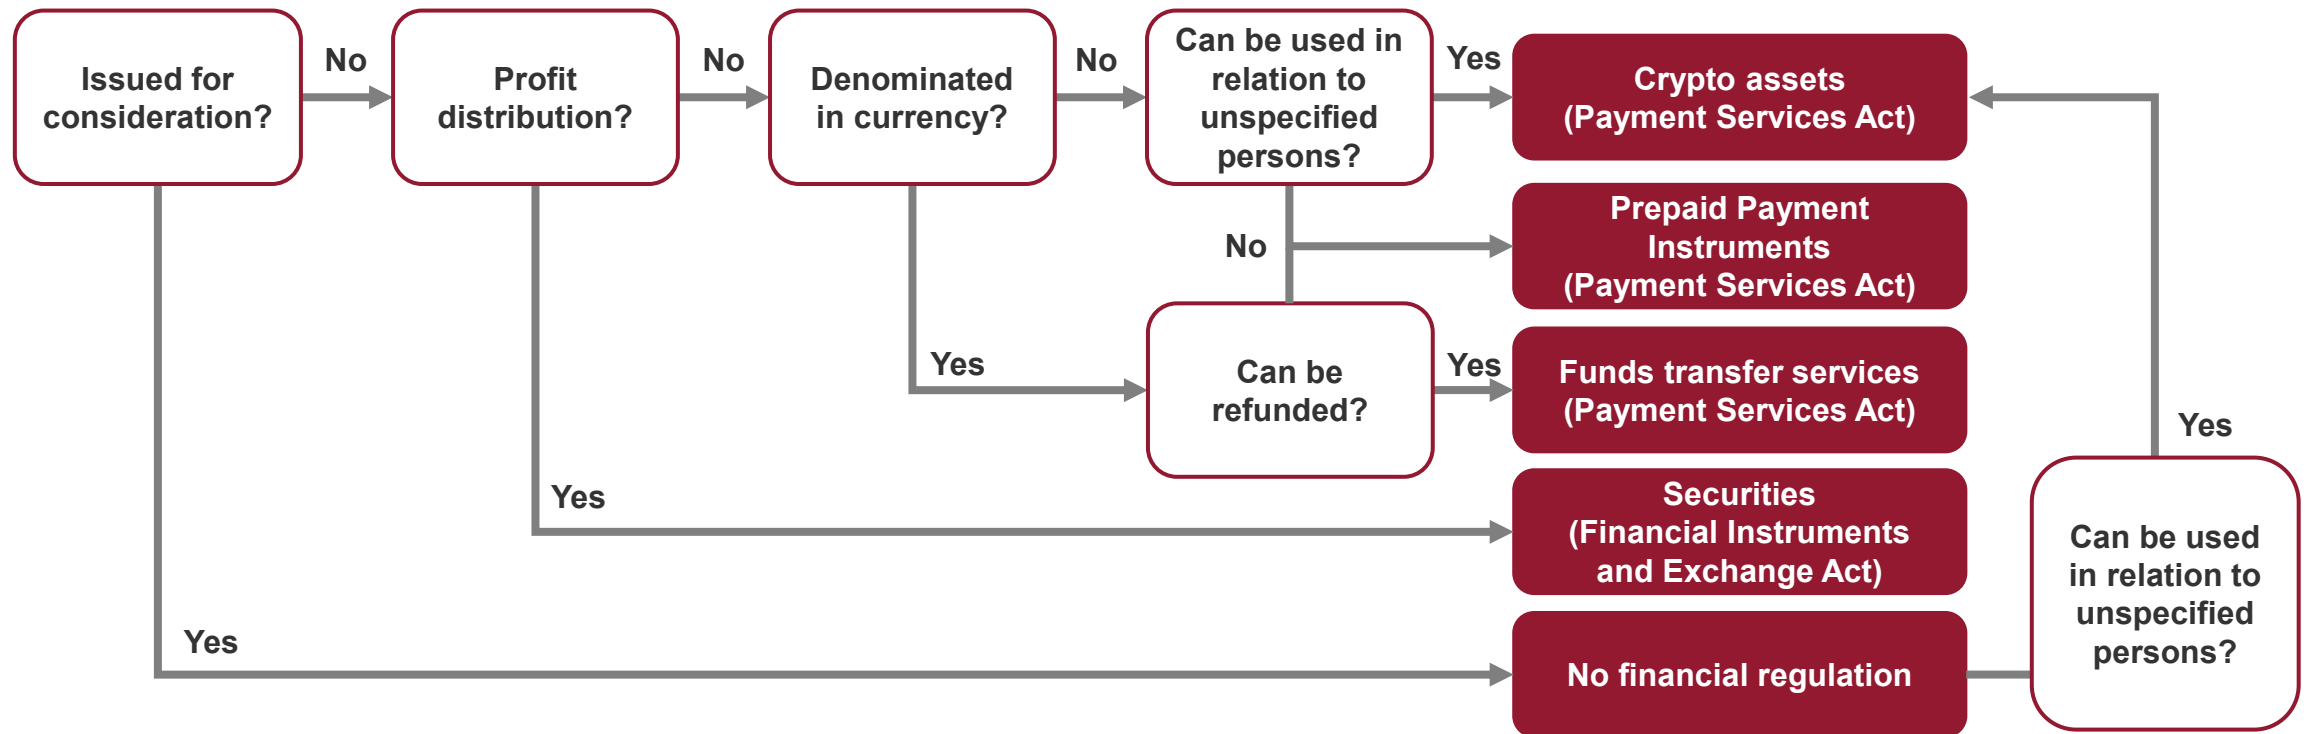 Issued for
consideration?
No
Profit
distribution?
No
Denominated
in currency?
No
Can be used in
relation to
unspecified
persons?
Yes
Crypto assets
(Payment Services Act)
No
Prepaid Payment
Instruments
(Payment Services Act)
Yes
Can be
refunded?
Yes
Funds transfer services
(Payment Services Act)
Yes
Securities
(Financial Instruments
and Exchange Act)
Yes
No financial regulation
Yes
Can be used
in relation to
unspecified
persons?